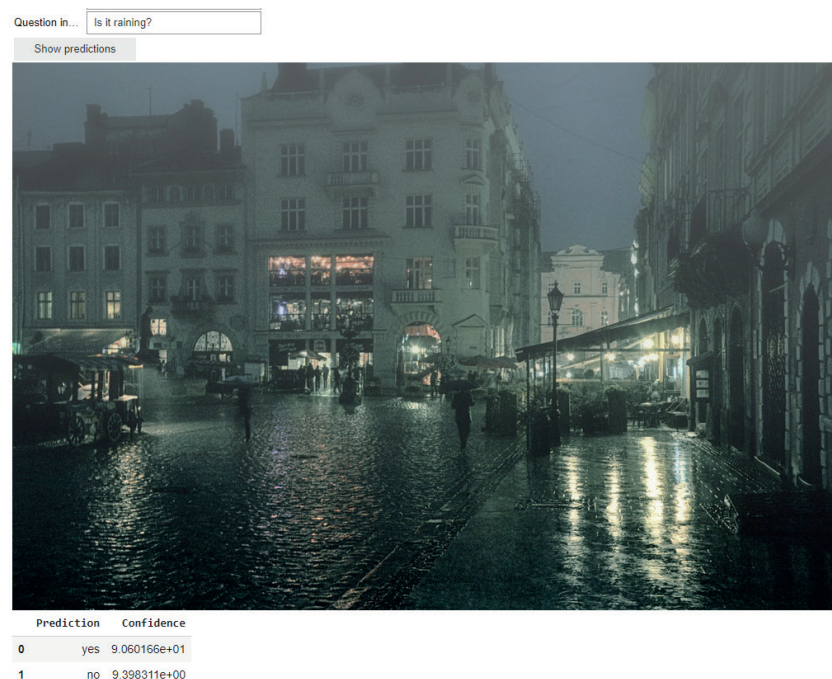 Question in... Is it raining?
Show predictions
Prediction Confidence
0 yes 9.060166e+01
1 no 9.398311e+00